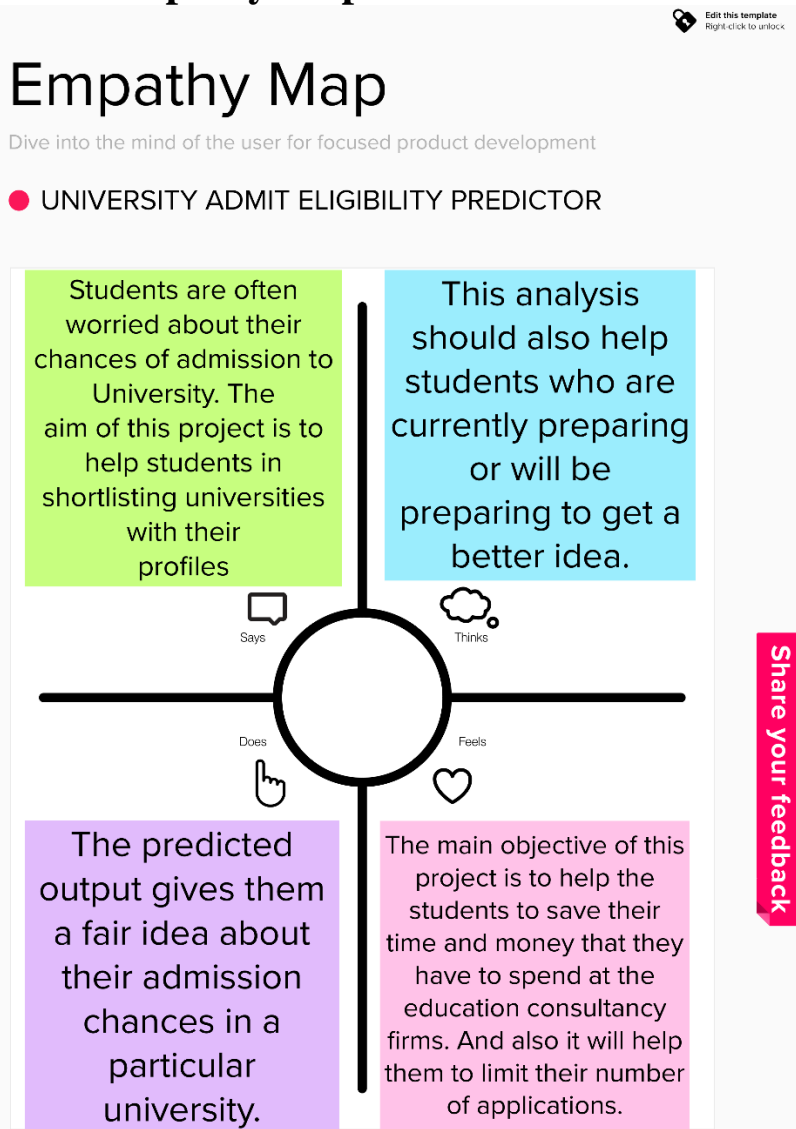 Edit this template
Right-click to unlock
Empathy Map
Dive into the mind of the user for focused product development
UNIVERSITY ADMIT ELIGIBILITY PREDICTOR
Students are often
worried about their
chances of admission to
University. The
aim of this project is to
help students in
shortlisting universities
with their
profiles
This analysis
should also help
students who are
currently preparing
or will be
preparing to get a
better idea.
Says
Thinks
Does
Feels
The predicted
output gives them
a fair idea about
their admission
chances in a
particular
university.
The main objective of this
project is to help the
students to save their
time and money that they
have to spend at the
education consultancy
firms. And also it will help
them to limit their number
of applications.
Share your feedback